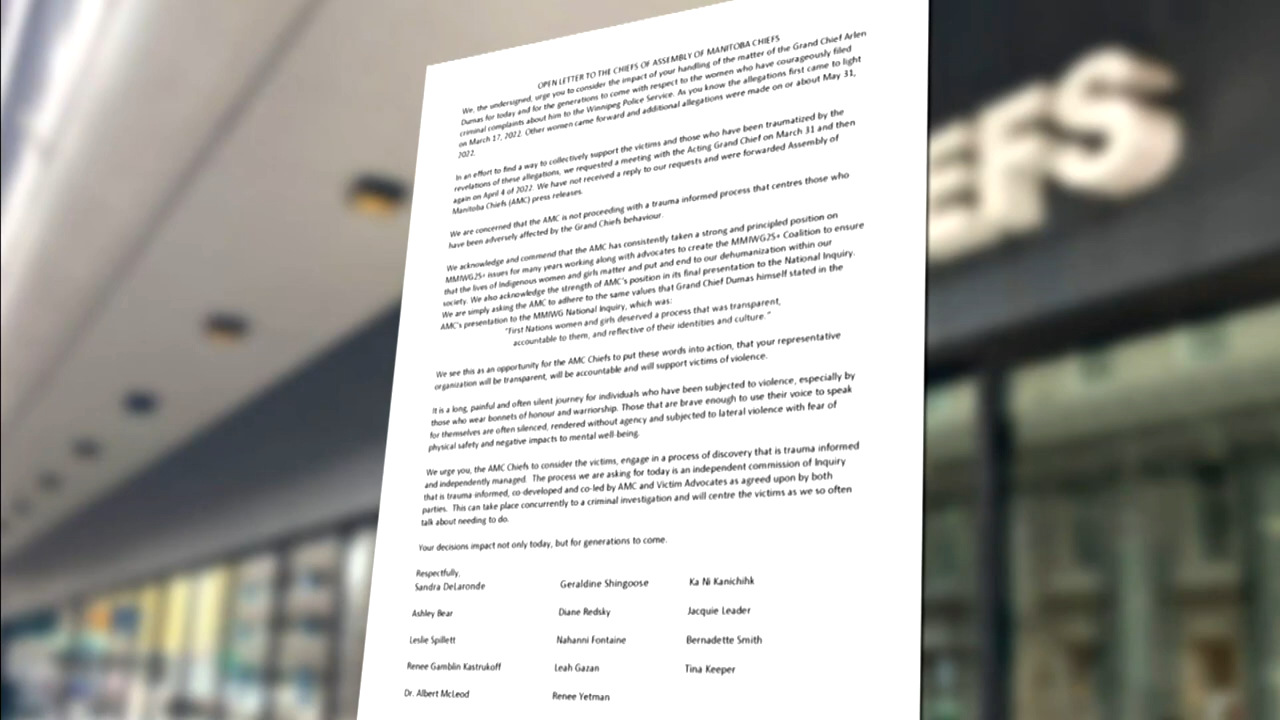 OPEN LETTER TO THE CHIEFS OF ASSEMBLY OF MANITOBA CHIEFS
We, the undersigned, urge you to consider the impact of your handling of the matter of the Grand Chief Arlen
Dumas for today and for the generations to come with respect to the women who have courageously filed
criminal complaints about him to the Winnipeg Police Service. As you know the allegations first came to light
on March 17, 2022. Other women came forward and additional allegations were made on or about May 31,
2022.
In an effort to find a way to collectively support the victims and those who have been traumatized by the
revelations of these allegations, we requested a meeting with the Acting Grand Chief on March 31 and then
again on April 4 of 2022. We have not received a reply to our requests and were forwarded Assembly of
Manitoba Chiefs (AMC) press releases.
We are concerned that the AMC is not proceeding with a trauma informed process that centres those who
have been adversely affected by the Grand Chiefs behaviour.
We acknowledge and commend that the AMC has consistently taken a strong and principled position on
MMIWG2S+ issues for many years working along with advocates to create the MMIWG2S+ Coalition to ensure
that the lives of Indigenous women and girls matter and put and end to our dehumanization within our
society. We also acknowledge the strength of AMC's position in its final presentation to the National Inquiry.
We are simply asking the AMC to adhere to the same values that Grand Chief Dumas himself stated in the
AMC's presentation to the MMIWG National Inquiry, which was:
"First Nations women and girls deserved a process that was transparent,
accountable to them, and reflective of their identities and culture."
We see this as an opportunity for the AMC Chiefs to put these words into action, that your representative
organization will be transparent, will be accountable and will support victims of violence.
It is a long, painful and often silent journey for individuals who have been subjected to violence, especially by
those who wear bonnets of honour and warriorship. Those that are brave enough to use their voice to speak
for themselves are often silenced, rendered without agency and subjected to lateral violence with fear of
physical safety and negative impacts to mental well-being.
We urge you, the AMC Chiefs to consider the victims, engage in a process of discovery that is trauma informed
and independently managed. The process we are asking for today is an independent commission of Inquiry
that is trauma informed, co-developed and co-led by AMC and Victim Advocates as agreed upon by both
parties. This can take place concurrently to a criminal investigation and will centre the victims as we so often
talk about needing to do.
Your decisions impact not only today, but for generations to come.
Respectfully,
Sandra DeLaronde Geraldine Shingoose Ka Ni Kanichihk
Ashley Bear Diane Redsky Jacquie Leader
Leslie Spillett Nahanni Fontaine Bernadette Smith
Renee Gamblin Kastrukoff Leah Gazan Tina Keeper
Dr. Albert McLeod Renee Yetman
EFS